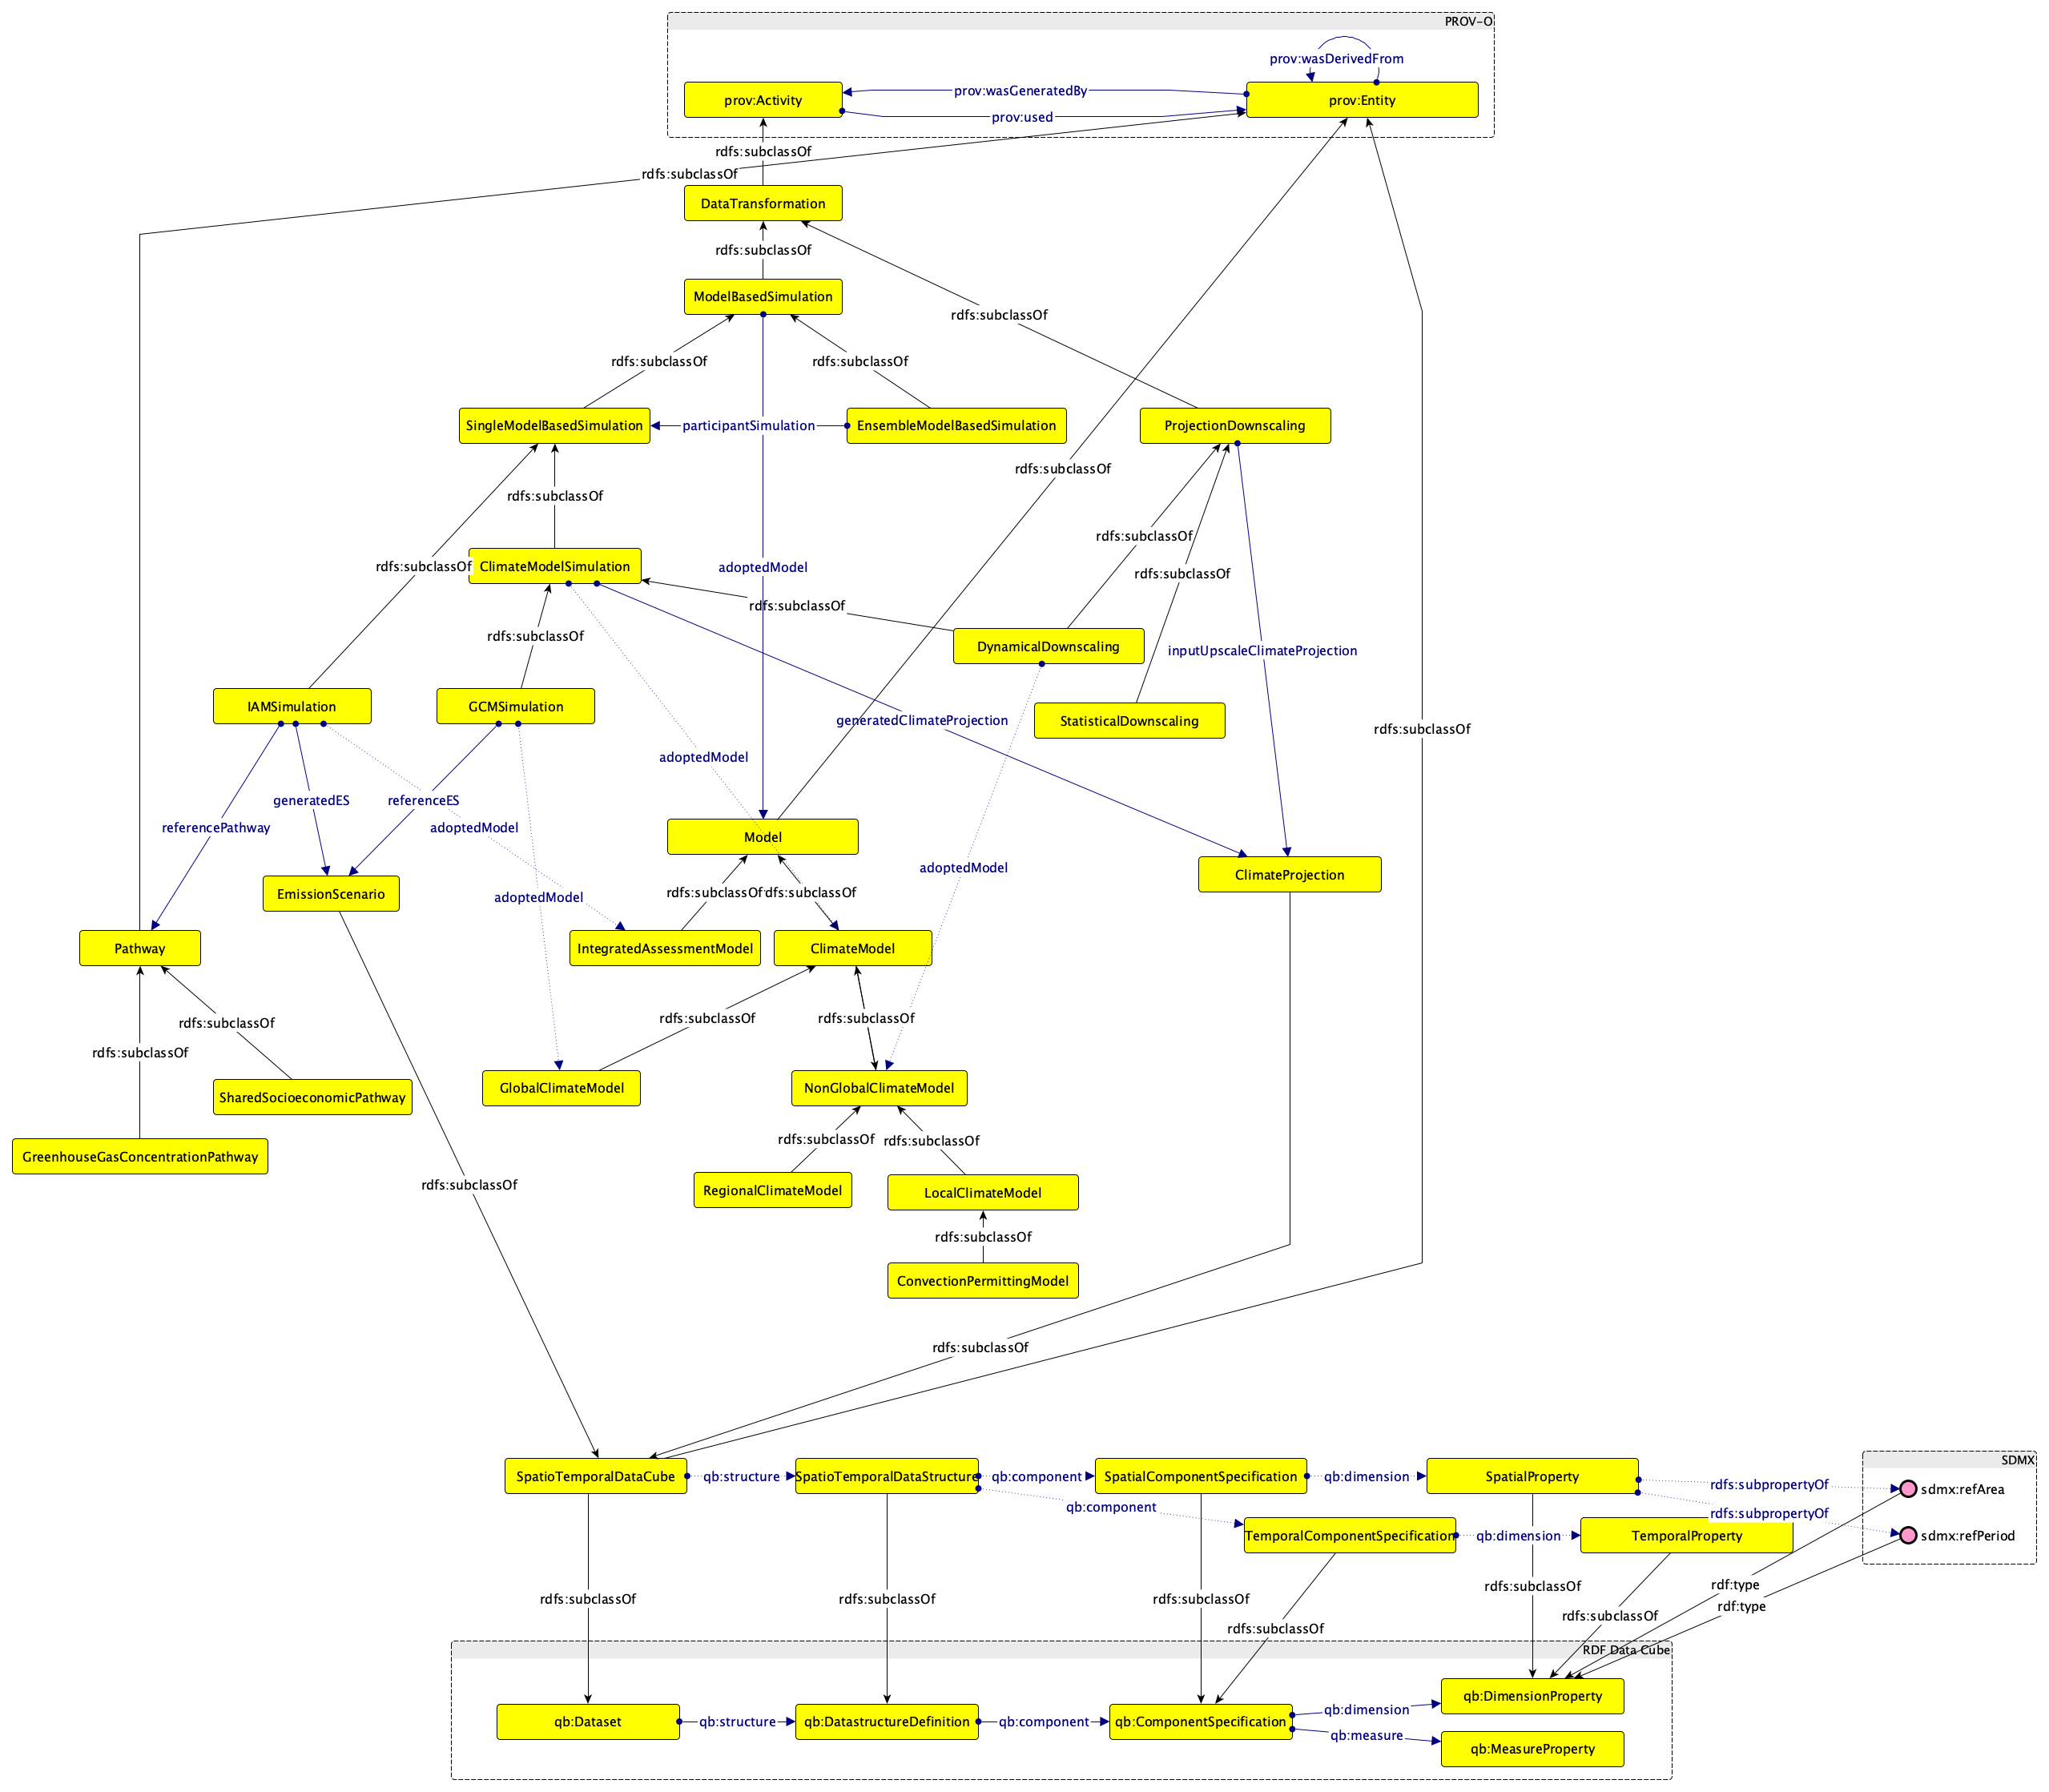 PROV-O
prov:wasDerivedFrom
prov:Activity
prov:wasGeneratedBy
prov:Entity
prov:used
rdfs:subclassOf
rdfs:subclassOf
DataTransformation
rdfs:subclassOf
ModelBasedSimulation
rdfs:subclassOf
rdfs:subclassOf
rdfs:subclassOf
SingleModelBasedSimulation
participantSimulation
EnsembleModelBasedSimulation
ProjectionDownscaling
rdfs:subclassOf
rdfs:subclassOf
rdfs:subclassOf
rdfs:subclassOf
ClimateModelSimulation
adoptedModel
rdfs:subclassOf
rdfs:subclassOf
rdfs:subclassOf
DynamicalDownscaling
inputUpscaleClimateProjection
IAMSimulation
GCMSimulation
generatedClimateProjection
StatisticalDownscaling
rdfs:subclassOf
adoptedModel
generatedES
referenceES
referencePathway
adoptedModel
Model
adoptedModel
ClimateProjection
EmissionScenario
adoptedModel
rdfs:subclassOf
dfs:subclassOf
Pathway
IntegratedAssessmentModel
ClimateModel
rdfs:subclassOf
rdfs:subclassOf
rdfs:subclassOf
rdfs:subclassOf
SharedSocioeconomicPathway
GlobalClimateModel
NonGlobalClimateModel
GreenhouseGasConcentrationPathway
rdfs:subclassOf
rdfs:subclassOf
rdfs:subclassOf
RegionalClimateModel
LocalClimateModel
rdfs:subclassOf
ConvectionPermittingModel
rdfs:subclassOf
SDMX
SpatioTemporalDataCube
qb:structure
SpatioTemporalDataStructure
qb:component
SpatialComponentSpecification
qb:dimension
SpatialProperty
rdfs:subpropertyOf
sdmx:refArea
qb:component
rdfs:subpropertyOf
TemporalComponentSpecification
qb:dimension
TemporalProperty
sdmx:refPeriod
rdfs:subclassOf
rdfs:subclassOf
rdfs:subclassOf
rdfs:subclassOf
rdf:type
rdf:type
rdfs:subclassOf
rdfs:subclassOf
RDF Data Cube
qb:Dataset
qb:structure
qb:DatastructureDefinition
qb:component
qb:ComponentSpecification
qb:dimension
qb:DimensionProperty
qb:measure
qb:MeasureProperty